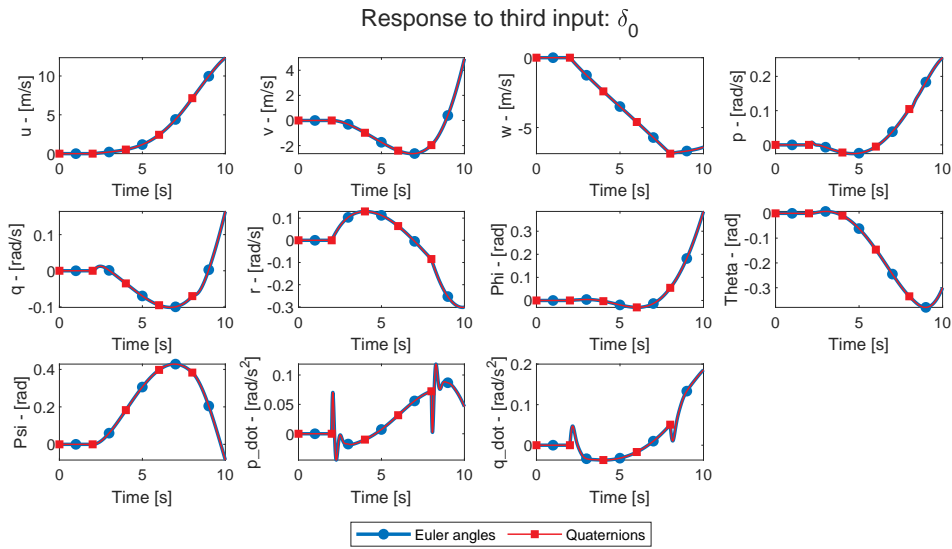 Response to third input: δ0
u - [m/s]
10
5
0
0 5 10
Time [s]
v - [m/s]
4
2
0
-2
0 5 10
Time [s]
w - [m/s]
0
-5
0 5 10
Time [s]
p - [rad/s]
0.2
0.1
0
0 5 10
Time [s]
q - [rad/s]
0.1
0
-0.1
0 5 10
Time [s]
r - [rad/s]
0.1
0
-0.1
-0.3
0 5 10
Time [s]
Phi - [rad]
0.3
0.2
0.1
0
0 5 10
Time [s]
Theta - [rad]
0
-0.1
-0.2
-0.3
0 5 10
Time [s]
Psi - [rad]
0.4
0.2
0
0 5 10
Time [s]
p_dot - [rad/s²]
0.1
0.05
0
0 5 10
Time [s]
q_dot - [rad/s²]
0.2
0.1
0
0 5 10
Time [s]
Euler angles Quaternions